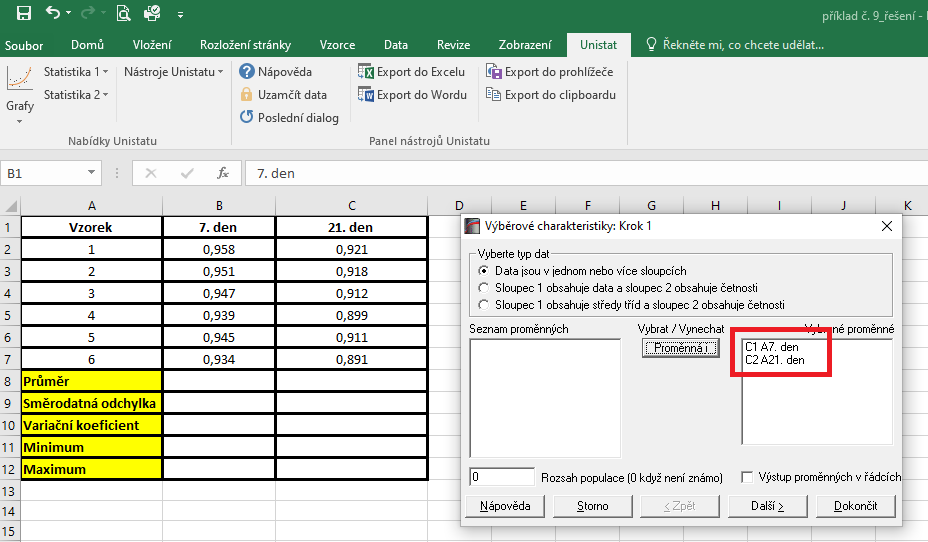 příklad č. 9_řešení -
Soubor Domů Vložení Rozložení stránky Vzorce Data Revize Zobrazení Unistat Řekněte mi, co chcete udělat...
Statistika 1 Nástroje Unistatu Nápověda Export do Excelu Export do prohlížeče
Grafy Statistika 2 Uzamčít data Export do Wordu Export do clipboardu
Poslední dialog
Nabídky Unistatu Panel nástrojů Unistatu
B1 fx 7. den
A B C D E F G H I J K
1 Vzorek 7. den 21. den
2 1 0,958 0,921
3 2 0,951 0,918
4 3 0,947 0,912
5 4 0,939 0,899
6 5 0,945 0,911
7 6 0,934 0,891
8 Průměr
9 Směrodatná odchylka
10 Variační koeficient
11 Minimum
12 Maximum
13
14
15
Výběrové charakteristiky: Krok 1
Vyberte typ dat
Data jsou v jednom nebo více sloupcích
Sloupec 1 obsahuje data a sloupec 2 obsahuje četnosti
Sloupec 1 obsahuje středy tříd a sloupec 2 obsahuje četnosti
Seznam proměnných Vybrat / Vynechat Vybrané proměnné
Proměnná i
C1 A7. den
C2 A21. den
0 Rozsah populace (0 když není známo) Výstup proměnných v řádcích
Nápověda Storno < Zpět Další > Dokončit